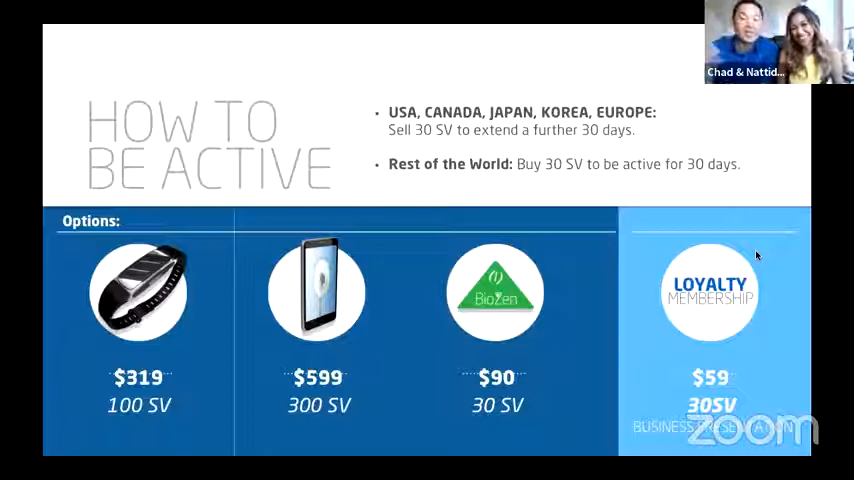 Chad & Nattid...
HOW TO
BE ACTIVE
• USA, CANADA, JAPAN, KOREA, EUROPE:
Sell 30 SV to extend a further 30 days.
• Rest of the World: Buy 30 SV to be active for 30 days.
Options:
BioZen
LOYALTY
MEMBERSHIP
$319
100 SV
$599
300 SV
$90
30 SV
$59
30SV
BUSINESS PRESENTATION
zoom